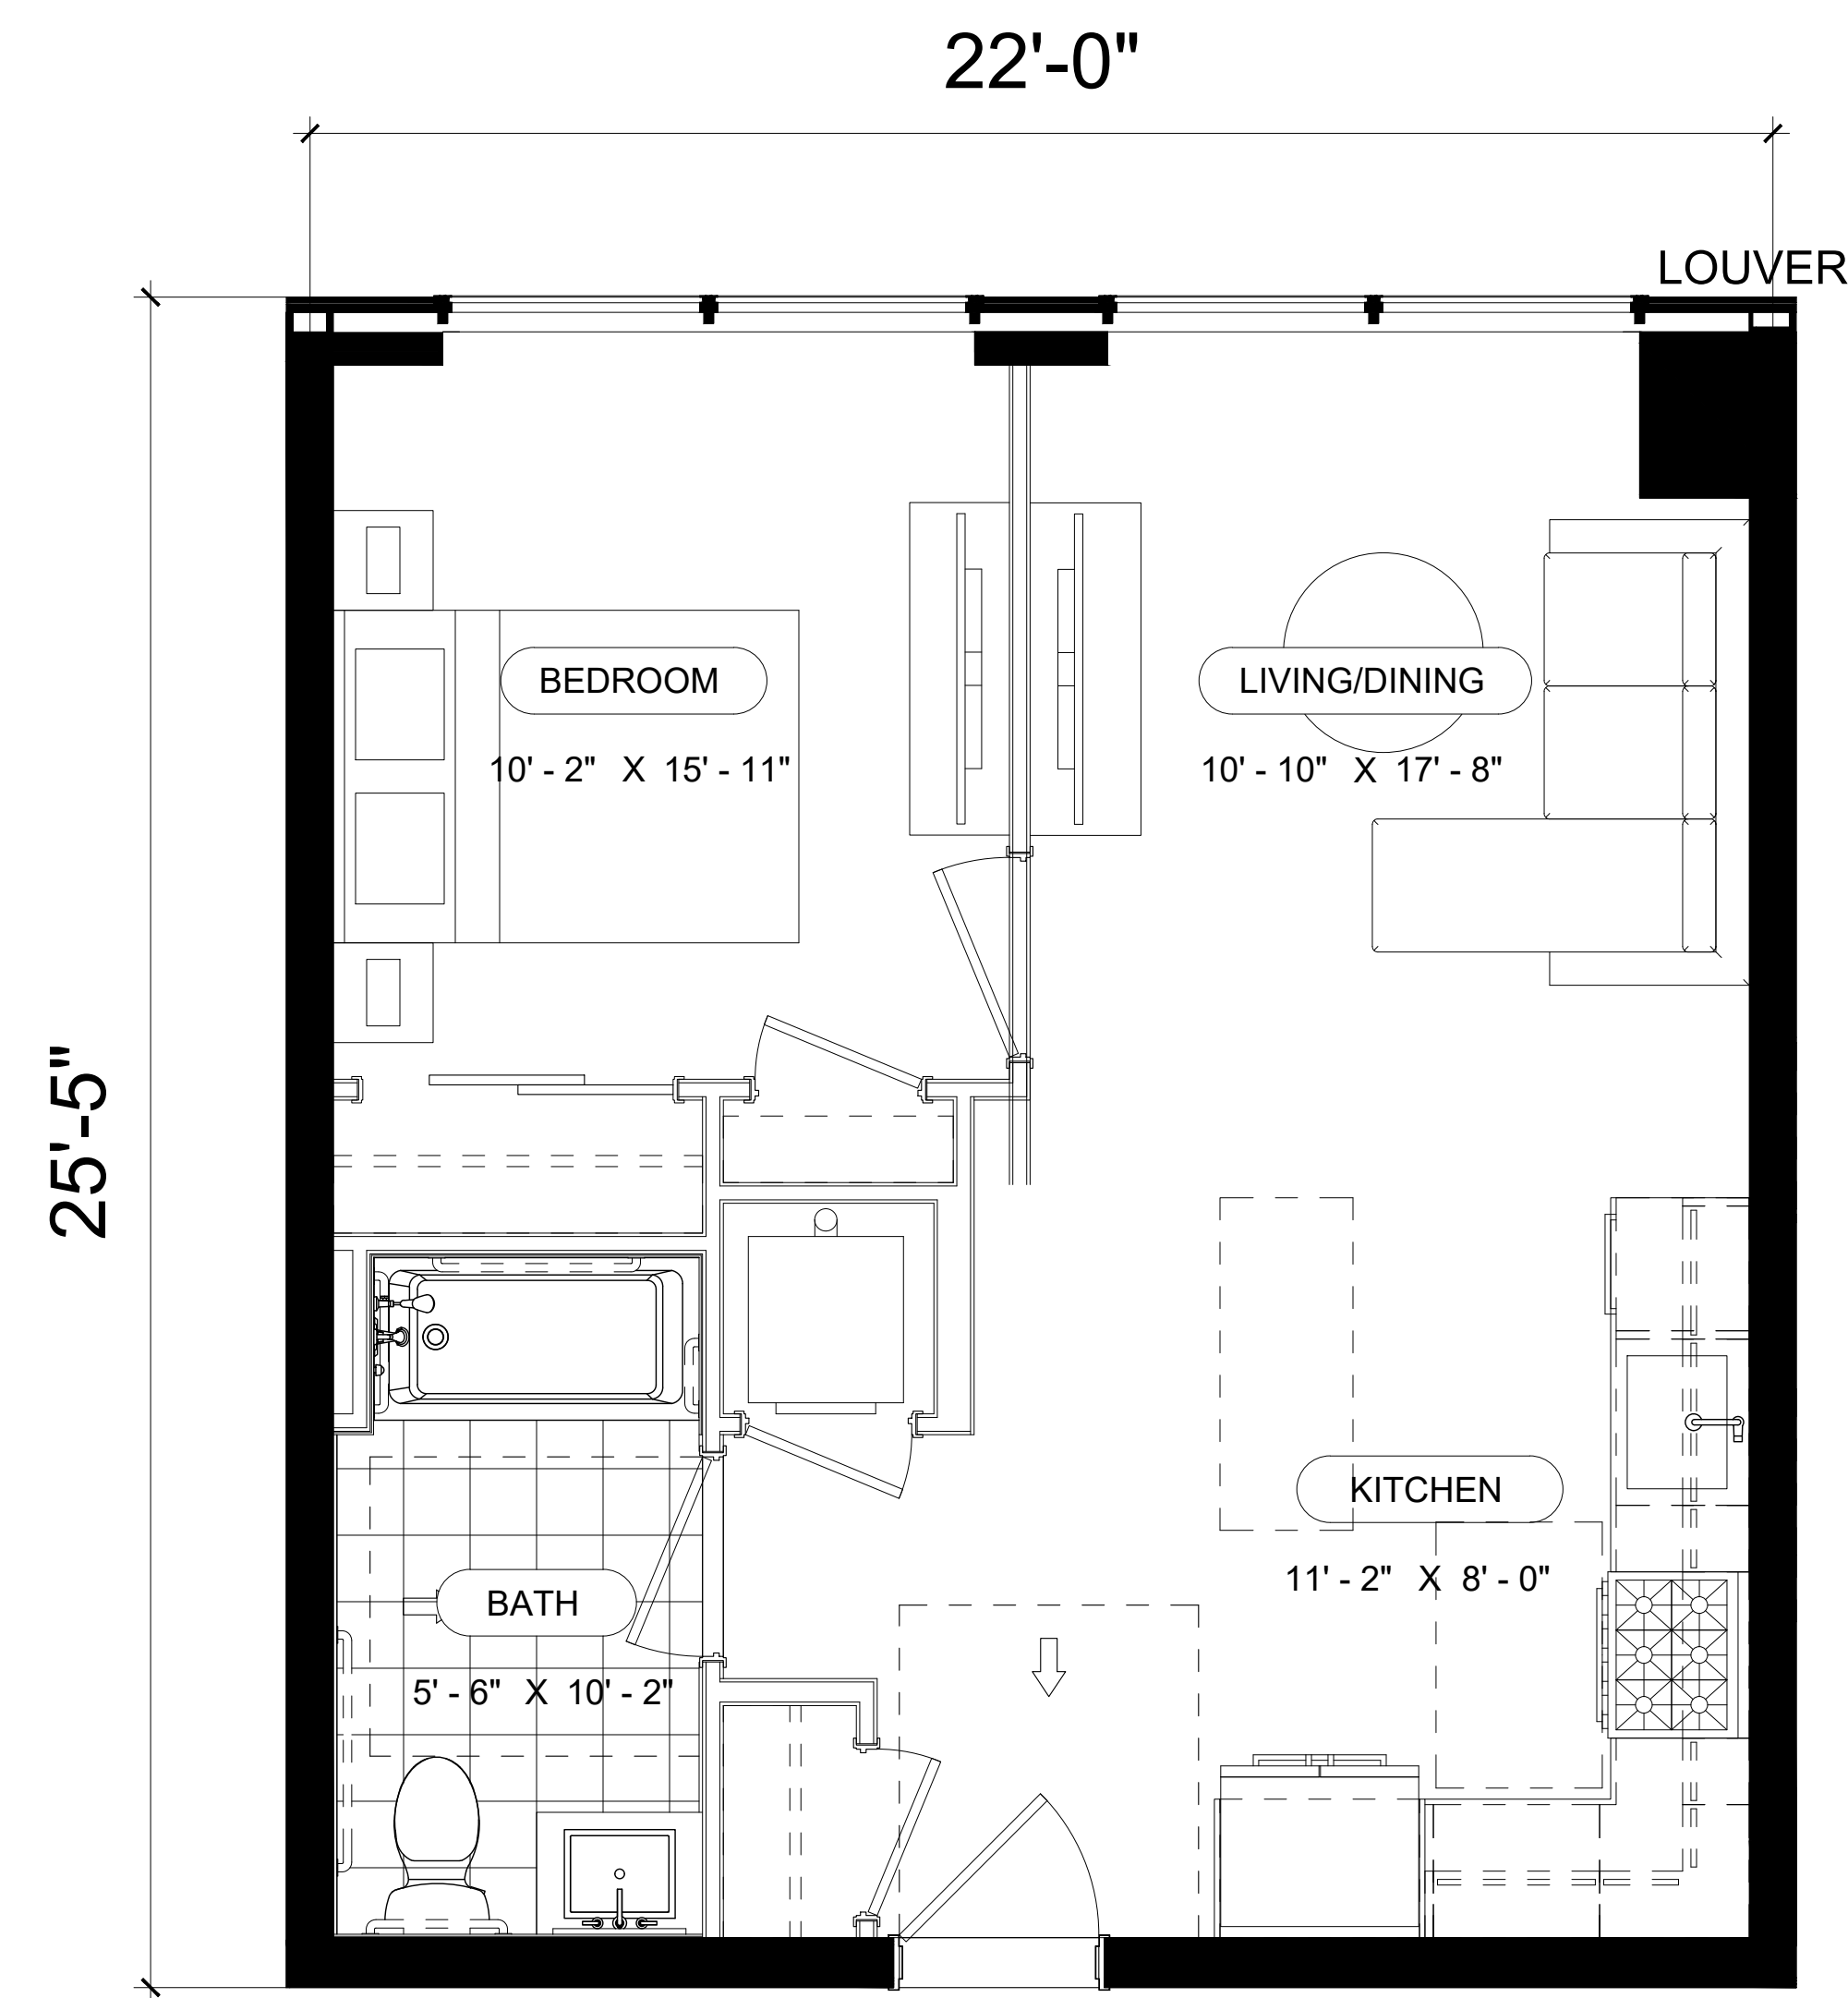 22'-0"
LOUVER
BEDROOM
10' - 2" X 15' - 11"
LIVING/DINING
10' - 10" X 17' - 8"
25'-5"
KITCHEN
11' - 2" X 8' - 0"
BATH
5' - 6" X 10' - 2"